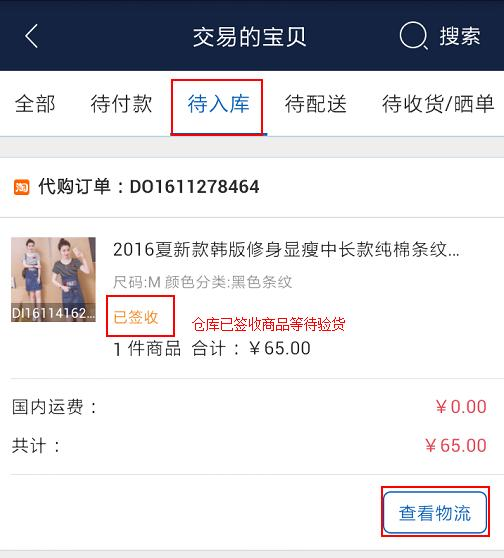 交易的宝贝 搜索
全部 待付款 待入库 待配送 待收货/晒单
淘 代购订单：DO1611278464
2016夏新款韩版修身显瘦中长款纯棉条纹...
尺码:M 颜色分类:黑色条纹
DI16114162...
已签收 仓库已签收商品等待验货
1 件商品 合计：￥65.00
国内运费： ￥0.00
共计： ￥65.00
查看物流